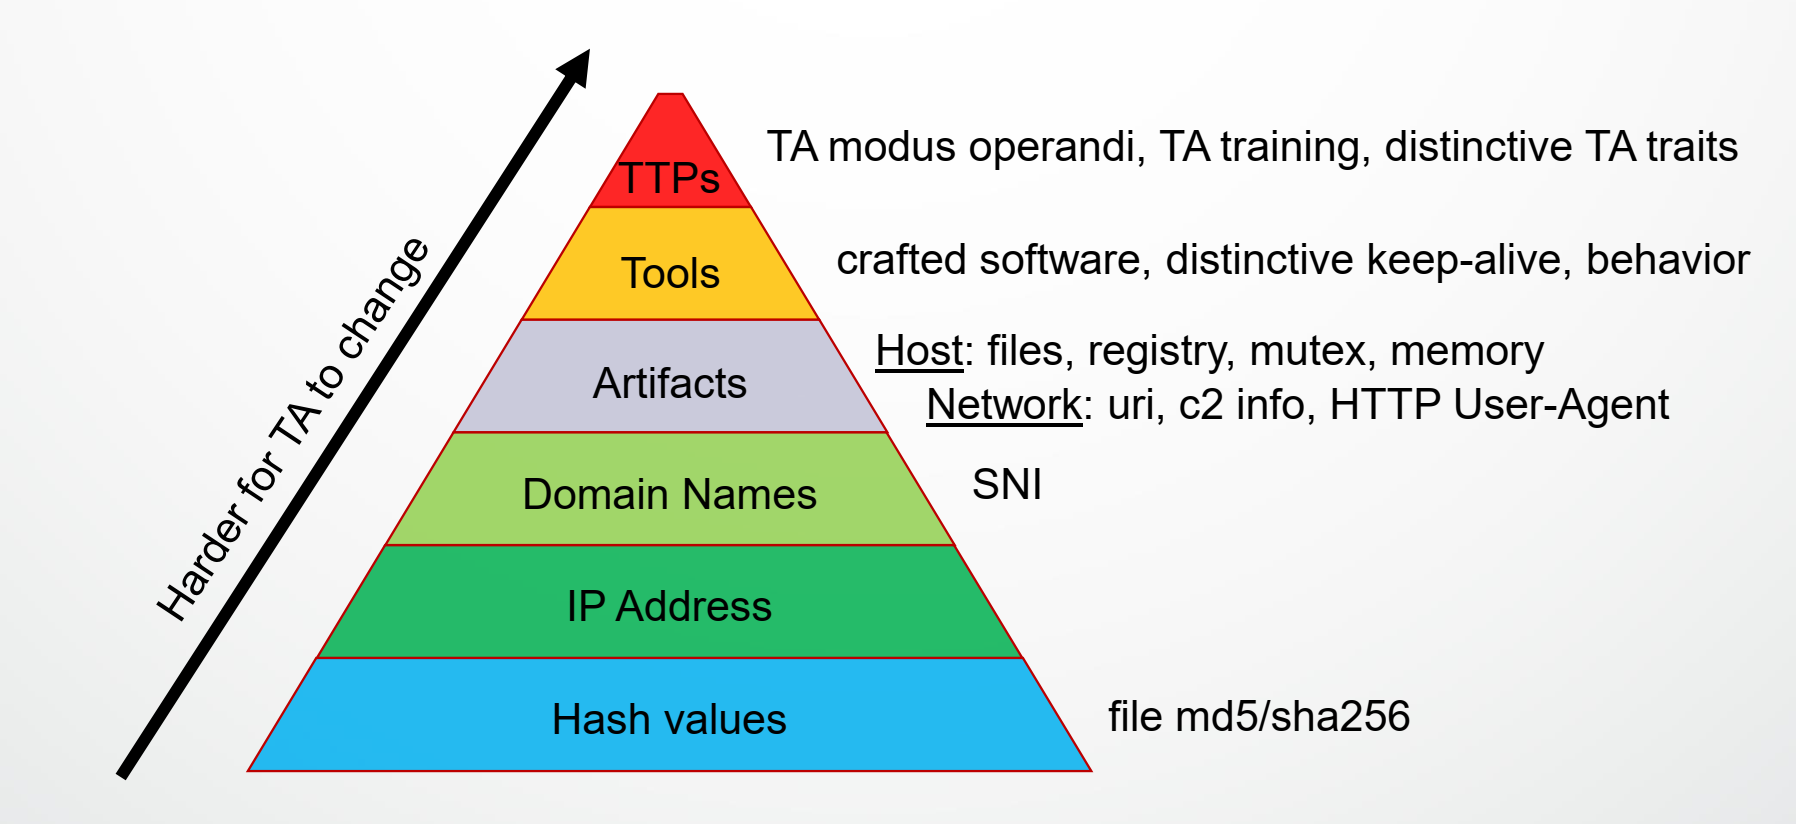 TTPs
TA modus operandi, TA training, distinctive TA traits
Tools
crafted software, distinctive keep-alive, behavior
Artifacts
Host: files, registry, mutex, memory
Network: uri, c2 info, HTTP User-Agent
Domain Names
SNI
IP Address
Hash values
file md5/sha256
Harder for TA to change